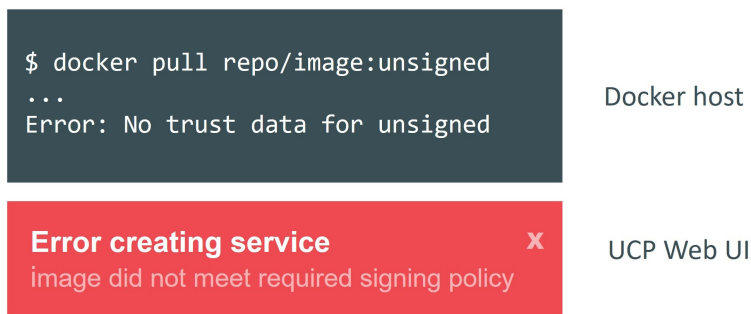 $ docker pull repo/image:unsigned
...
Error: No trust data for unsigned
Docker host
Error creating service
x
image did not meet required signing policy
UCP Web UI